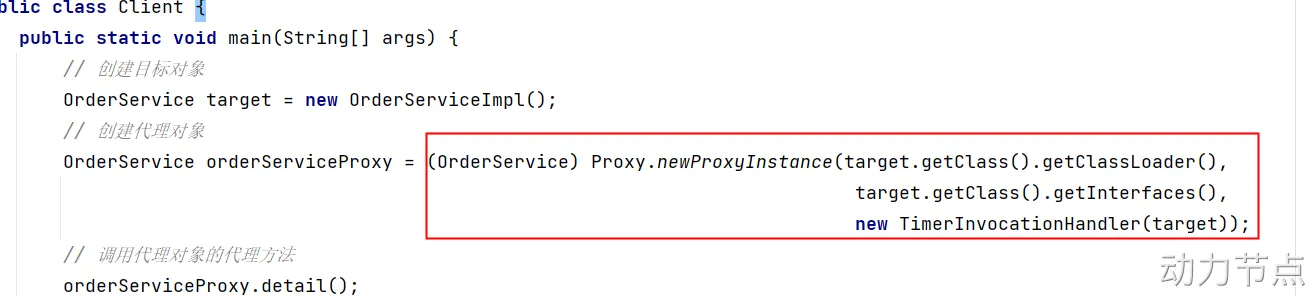 blic class Client {
public static void main(String[] args) {
// 创建目标对象
OrderService target = new OrderServiceImpl();
// 创建代理对象
OrderService orderServiceProxy = (OrderService) Proxy.newProxyInstance(target.getClass().getClassLoader(),
target.getClass().getInterfaces(),
new TimerInvocationHandler(target));
// 调用代理对象的代理方法
orderServiceProxy.detail();
动力节点